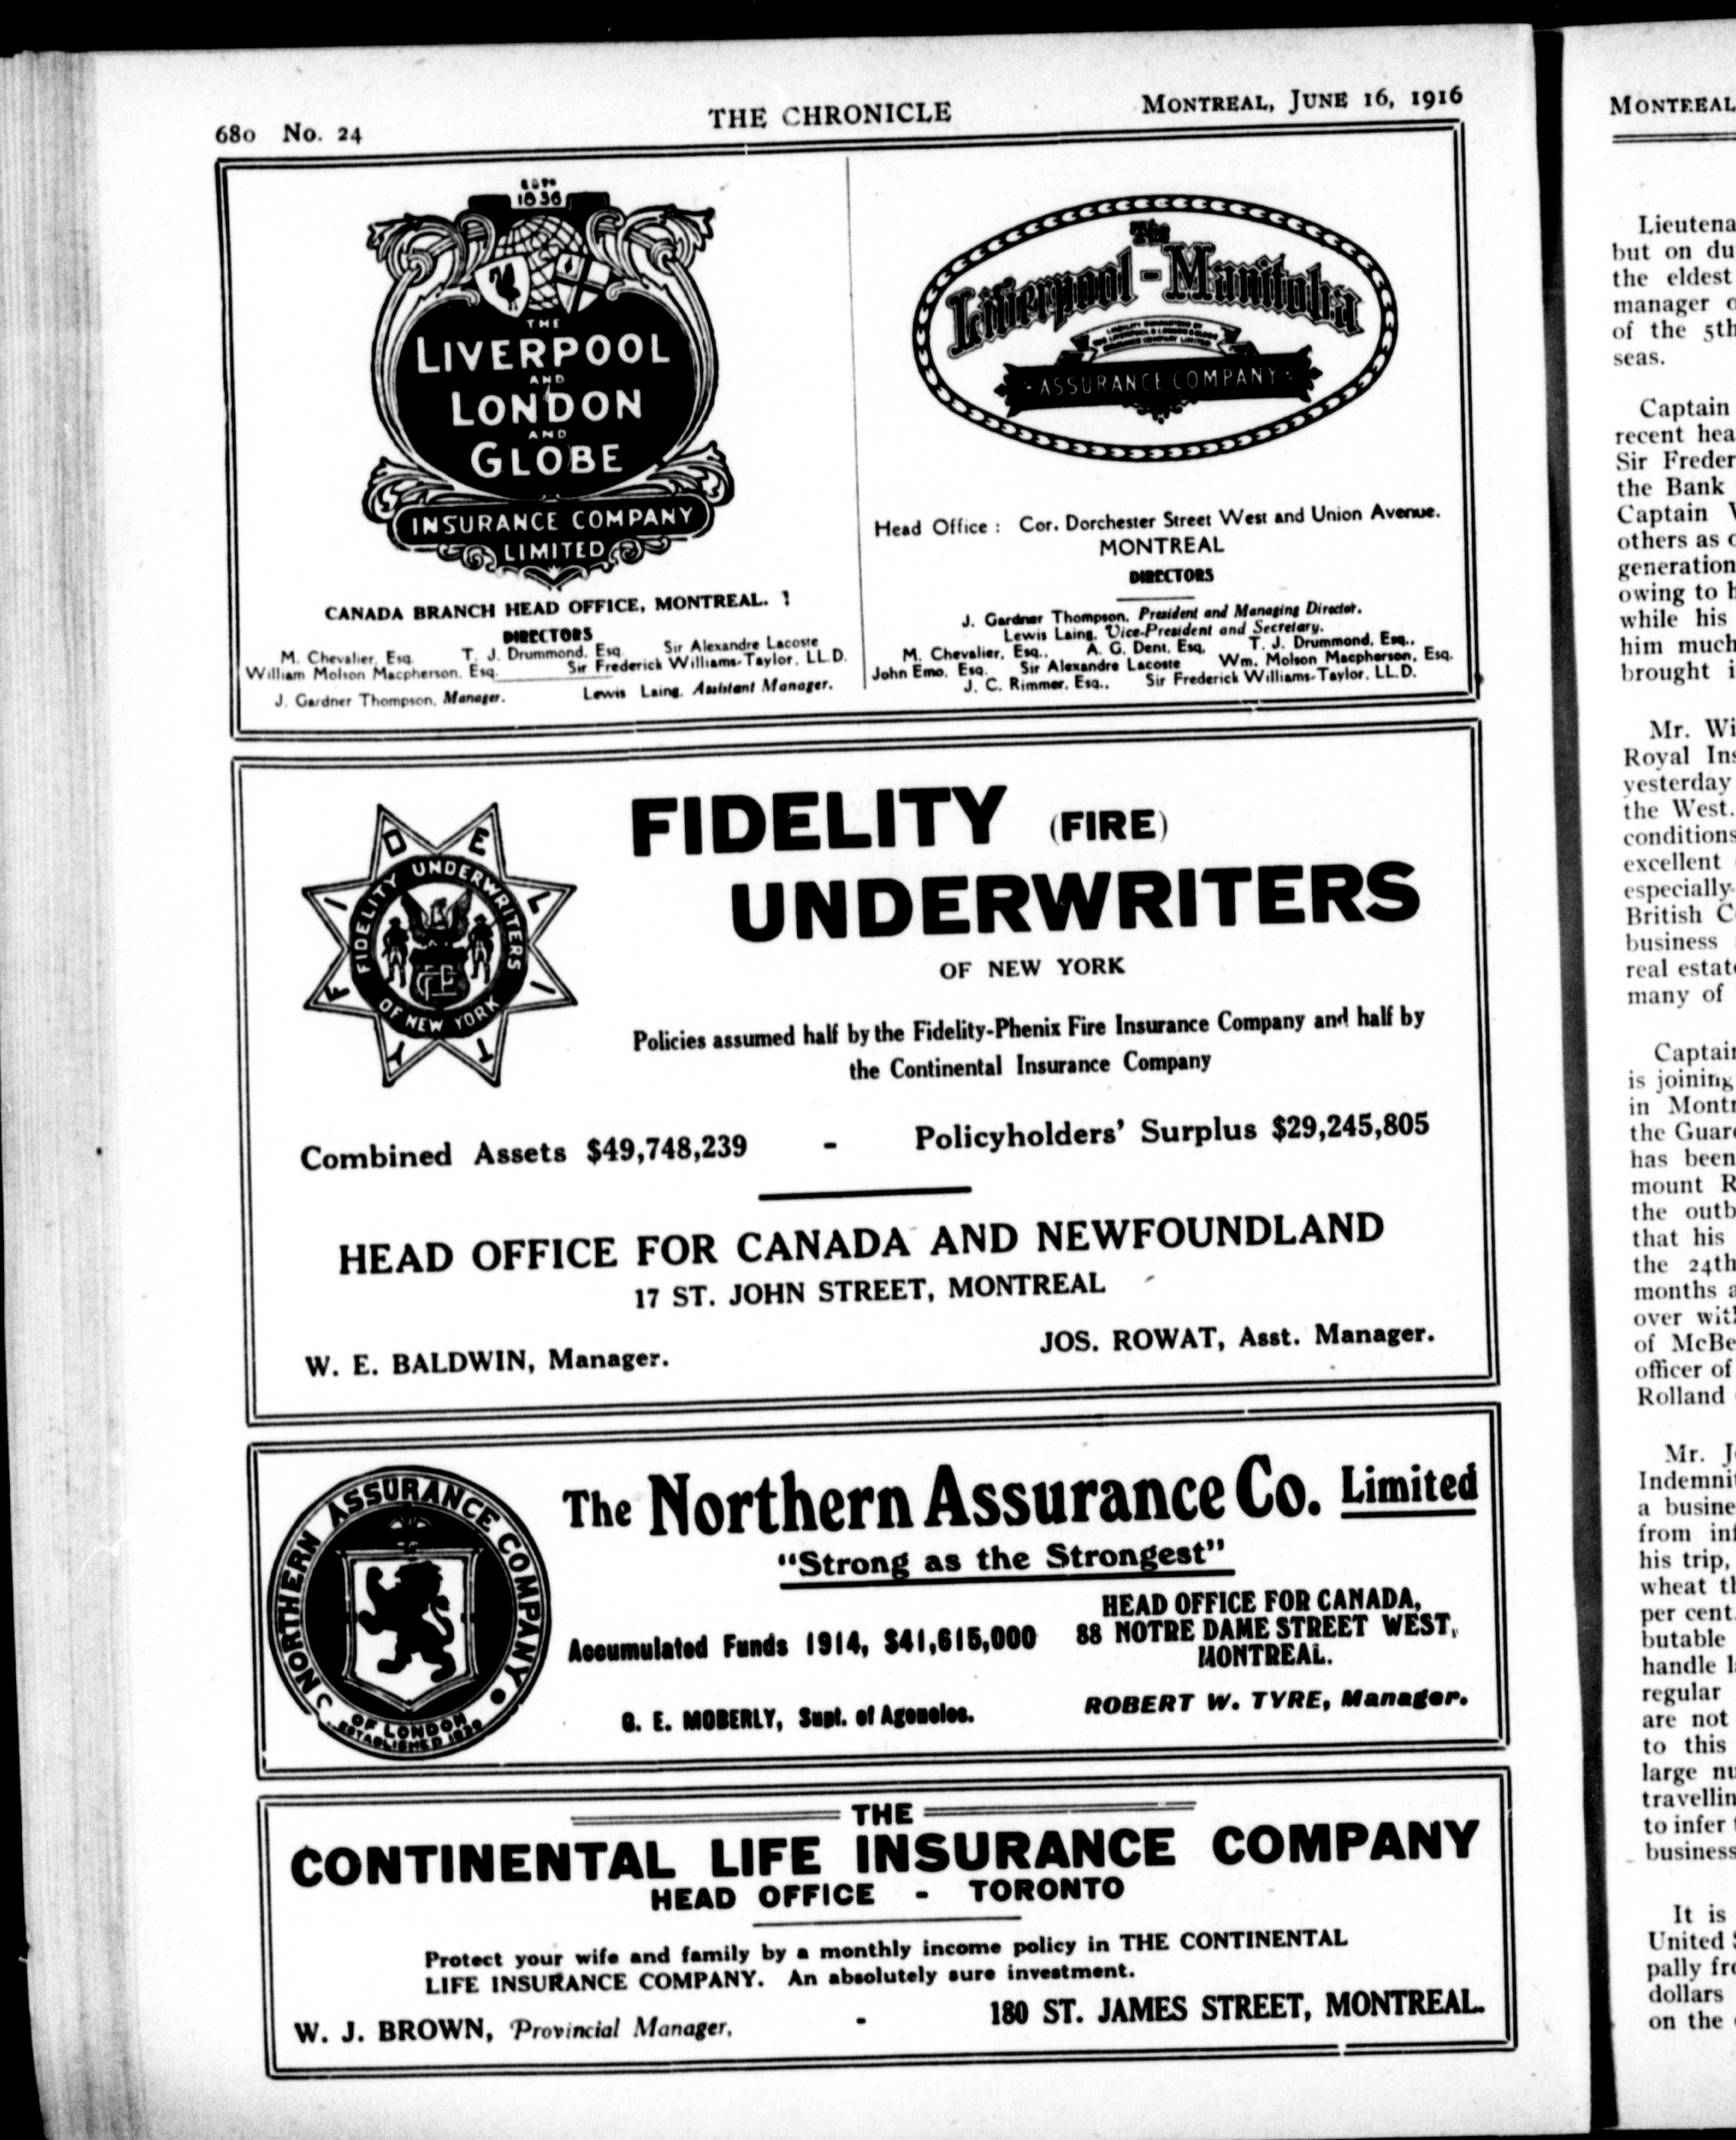 680 No. 24
THE CHRONICLE
MONTREAL, JUNE 16, 1916
ESTD
1836
THE
LIVERPOOL
AND
LONDON
AND
GLOBE
INSURANCE COMPANY
LIMITED
CANADA BRANCH HEAD OFFICE, MONTREAL.
DIRECTORS
M. Chevalier, Esq. T. J. Drummond, Esq. Sir Alexandre Lacoste
William Molson Macpherson, Esq. Sir Frederick Williams-Taylor, LL.D.
J. Gardner Thompson, Manager. Lewis Laing, Assistant Manager.
The
Liverpool-Manitoba
LIABILITY GUARANTEED BY
THE LIVERPOOL & LONDON & GLOBE
INSURANCE COMPANY LIMITED
ASSURANCE COMPANY
Head Office: Cor. Dorchester Street West and Union Avenue.
MONTREAL
DIRECTORS
J. Gardner Thompson, President and Managing Director.
Lewis Laing, Vice-President and Secretary.
M. Chevalier, Esq., A. G. Dent, Esq, T. J. Drummond, Esq.,
John Emo, Esq. Sir Alexandre Lacoste Wm. Molson Macpherson, Esq.
J. C. Rimmer, Esq., Sir Frederick Williams-Taylor, LL.D.
FIDELITY
FIDELITY UNDERWRITERS
OF NEW YORK
FIDELITY (FIRE)
UNDERWRITERS
OF NEW YORK
Policies assumed half by the Fidelity-Phenix Fire Insurance Company and half by
the Continental Insurance Company
Combined Assets $49,748,239 - Policyholders' Surplus $29,245,805
HEAD OFFICE FOR CANADA AND NEWFOUNDLAND
17 ST. JOHN STREET, MONTREAL
W. E. BALDWIN, Manager. JOS. ROWAT, Asst. Manager.
NORTHERN ASSURANCE COMPANY
OF LONDON
ESTABLISHED
The Northern Assurance Co. Limited
"Strong as the Strongest"
Accumulated Funds 1914, $41,615,000
HEAD OFFICE FOR CANADA,
88 NOTRE DAME STREET WEST,
MONTREAL.
G. E. MOBERLY, Supt. of Agencies.
ROBERT W. TYRE, Manager.
THE
CONTINENTAL LIFE INSURANCE COMPANY
HEAD OFFICE - TORONTO
Protect your wife and family by a monthly income policy in THE CONTINENTAL
LIFE INSURANCE COMPANY. An absolutely sure investment.
W. J. BROWN, Provincial Manager, - 180 ST. JAMES STREET, MONTREAL.
MONTREAL
Lieutena
but on du
the eldest
manager
of the 5th
seas.
Captain
recent hea
Sir Freder
the Bank
Captain
others as
generation
owing to
while his
him much
brought i
Mr. Wi
Royal Ins
yesterday
the West.
conditions
excellent
especially
British C
business
real estate
many of
Captain
is joining
in Montr
the Guar
has been
mount R
the outb
that his
the 24th
months a
over with
of McBe
officer of
Rolland
Mr. J
Indemni
a busine
from inf
his trip,
wheat th
per cent.
butable
handle l
regular
are not
to this
large nu
travellin
to infer
business
It is
United S
pally fro
dollars
on the